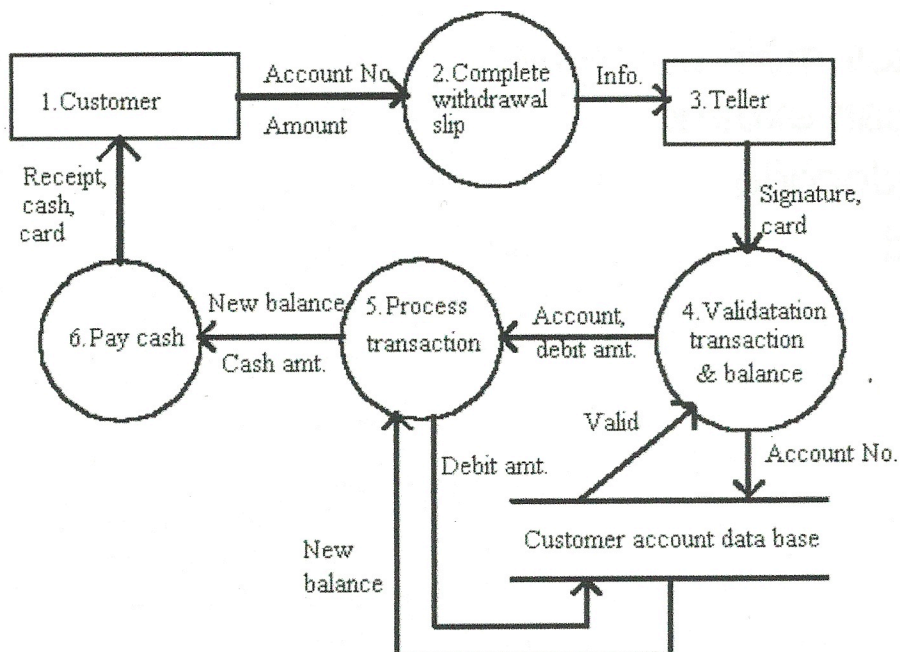 Account No.
Amount
1.Customer
2.Complete
withdrawal
slip
Info.
3.Teller
Receipt,
cash,
card
Signature,
card
New balance
Cash amt.
6.Pay cash
5.Process
transaction
Account,
debit amt.
4.Validatation
transaction
& balance
Valid
Account No.
Debit amt.
Customer account data base
New
balance